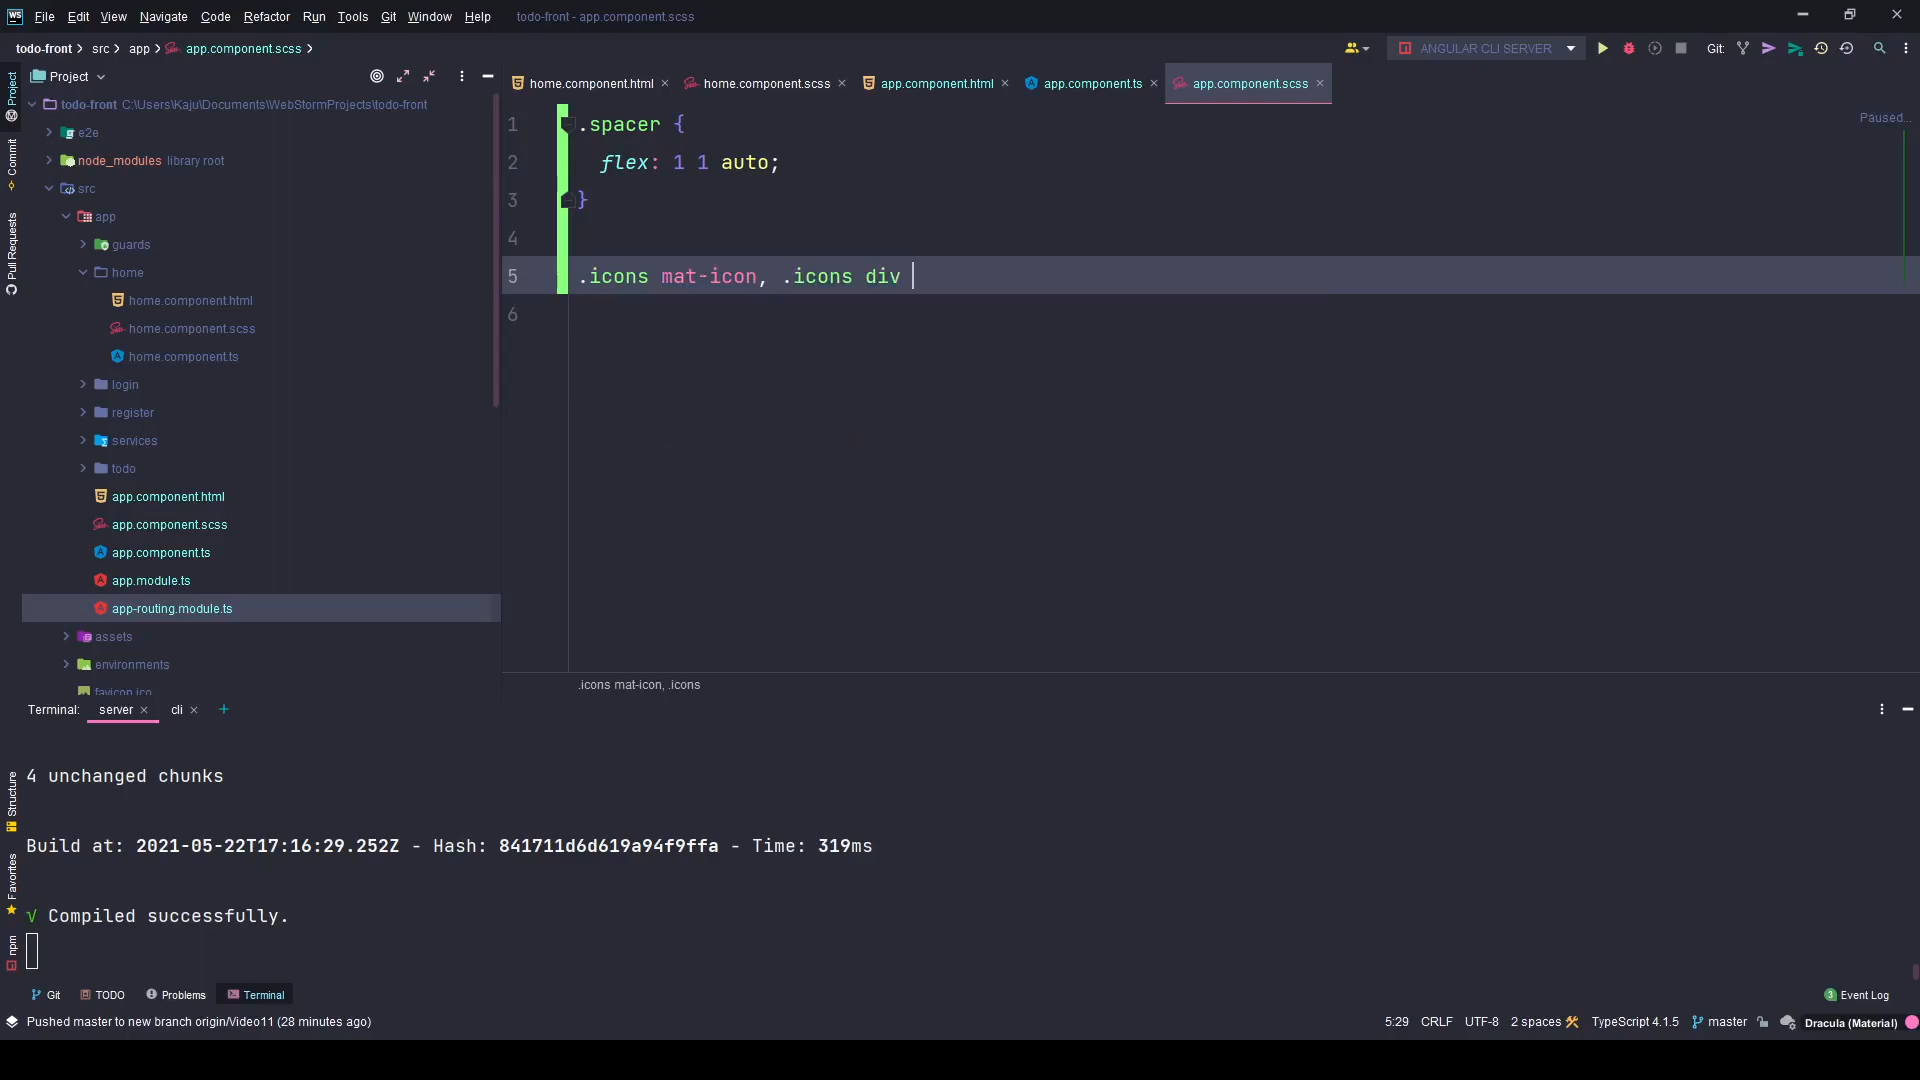 WS File Edit View Navigate Code Refactor Run Tools Git Window Help todo-front - app.component.scss
todo-front src app app.component.scss
ANGULAR CLI SERVER Git:
Project
home.component.html home.component.scss app.component.html app.component.ts app.component.scss
todo-front C:\Users\Kaju\Documents\WebStormProjects\todo-front
e2e
node_modules library root
src
app
guards
home
home.component.html
home.component.scss
home.component.ts
login
register
services
todo
app.component.html
app.component.scss
app.component.ts
app.module.ts
app-routing.module.ts
assets
environments
favicon.ico
Project
Commit
Pull Requests
Structure
Favorites
npm
Paused...
1 .spacer {
2 flex: 1 1 auto;
3 }
4
5 .icons mat-icon, .icons div
6
.icons mat-icon, .icons
Terminal: server cli +
4 unchanged chunks
Build at: 2021-05-22T17:16:29.252Z - Hash: 841711d6d619a94f9ffa - Time: 319ms
√ Compiled successfully.
Git TODO Problems Terminal
3 Event Log
Pushed master to new branch origin/Video11 (28 minutes ago)
5:29 CRLF UTF-8 2 spaces TypeScript 4.1.5 master Dracula (Material)